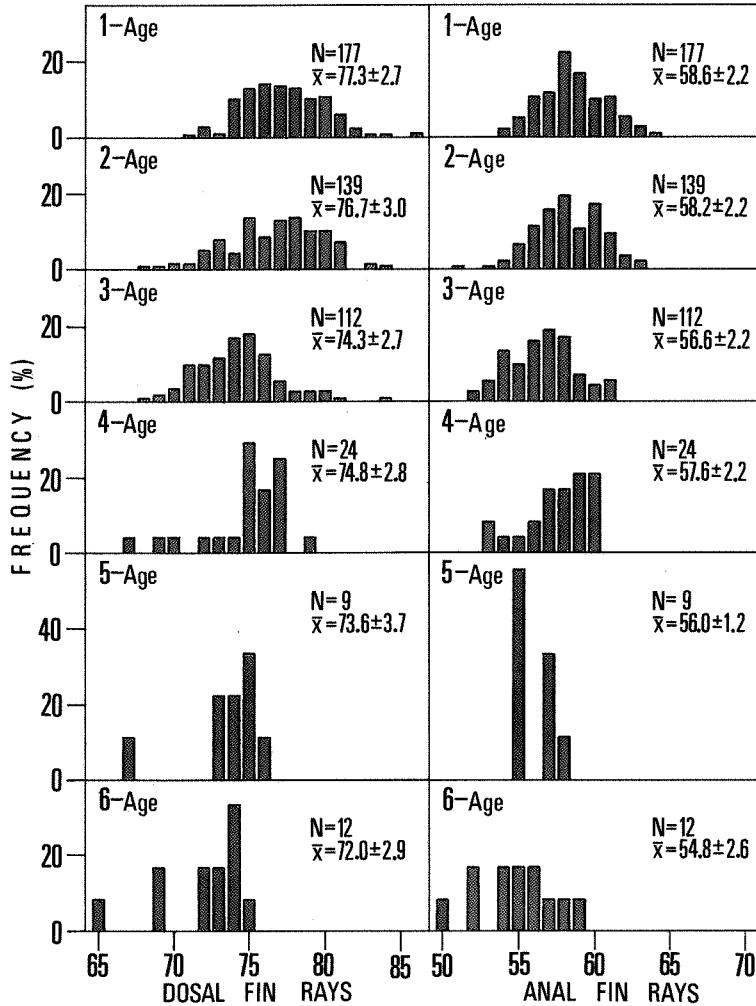 1-Age
N=177
x̄=77.3±2.7
1-Age
N=177
x̄=58.6±2.2
20
0
2-Age
N=139
x̄=76.7±3.0
2-Age
N=139
x̄=58.2±2.2
20
0
3-Age
N=112
x̄=74.3±2.7
3-Age
N=112
x̄=56.6±2.2
20
0
4-Age
N=24
x̄=74.8±2.8
4-Age
N=24
x̄=57.6±2.2
20
0
5-Age
N=9
x̄=73.6±3.7
5-Age
N=9
x̄=56.0±1.2
40
20
0
6-Age
N=12
x̄=72.0±2.9
6-Age
N=12
x̄=54.8±2.6
20
0
FREQUENCY (%)
65 70 75 80 85 50 55 60 65 70
DOSAL FIN RAYS
ANAL FIN RAYS